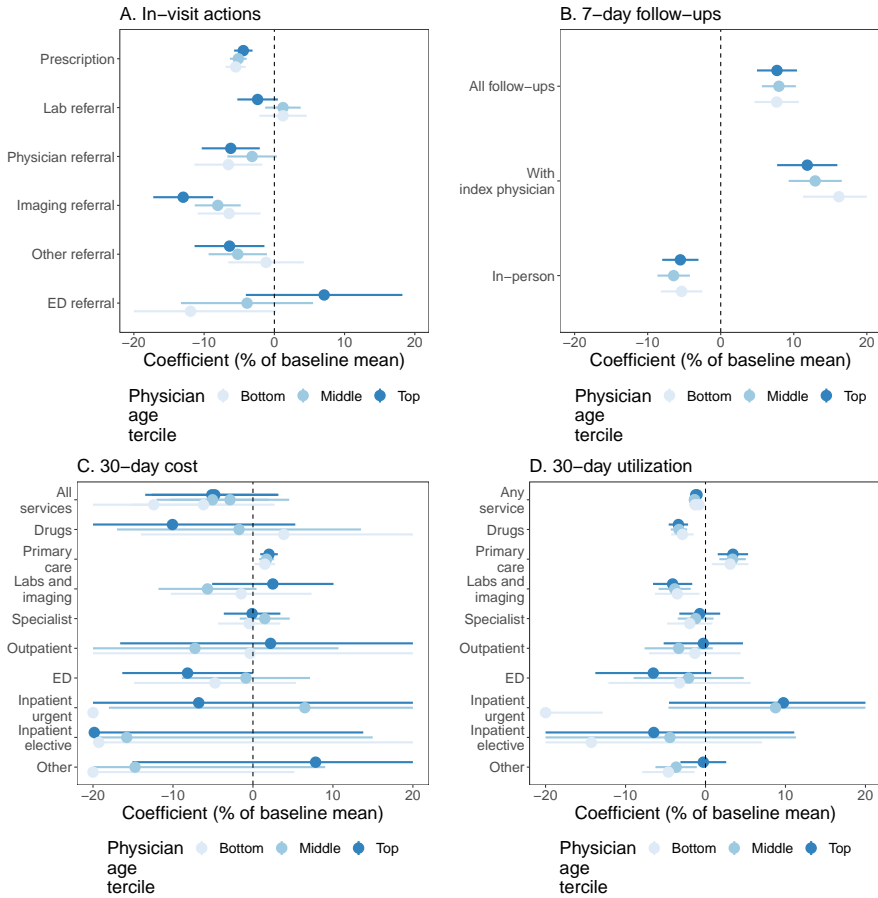 A. In−visit actions
Prescription
Lab referral
Physician referral
Imaging referral
Other referral
ED referral
−20 −10 0 10 20
Coefficient (% of baseline mean)
Physician
age
tercile
Bottom Middle Top
B. 7−day follow−ups
All follow−ups
With
index physician
In−person
−20 −10 0 10 20
Coefficient (% of baseline mean)
Physician
age
tercile
Bottom Middle Top
C. 30−day cost
All
services
Drugs
Primary
care
Labs and
imaging
Specialist
Outpatient
ED
Inpatient
urgent
Inpatient
elective
Other
−20 −10 0 10 20
Coefficient (% of baseline mean)
Physician
age
tercile
Bottom Middle Top
D. 30−day utilization
Any
service
Drugs
Primary
care
Labs and
imaging
Specialist
Outpatient
ED
Inpatient
urgent
Inpatient
elective
Other
−20 −10 0 10 20
Coefficient (% of baseline mean)
Physician
age
tercile
Bottom Middle Top